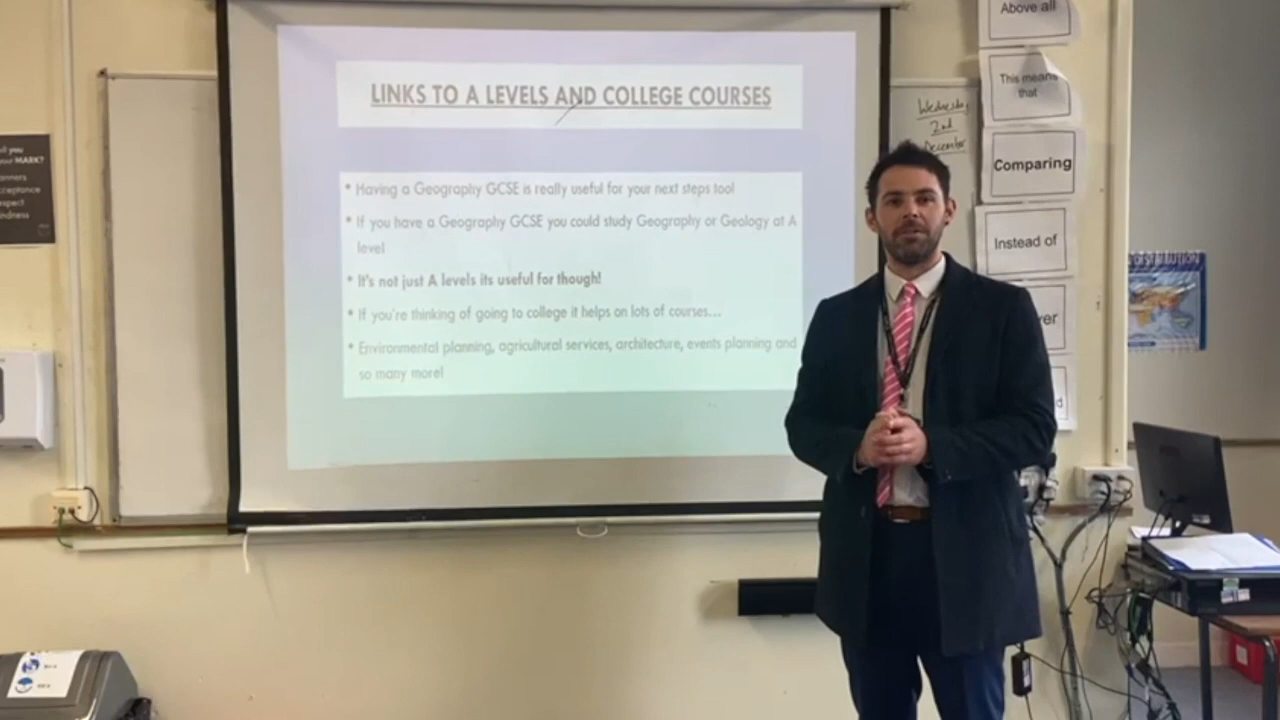 LINKS TO A LEVELS AND COLLEGE COURSES
* Having a Geography GCSE is really useful for your next steps too!
* If you have a Geography GCSE you could study Geography or Geology at A
level
* It's not just A levels its useful for though!
* If you're thinking of going to college it helps on lots of courses...
* Environmental planning, agricultural services, architecture, events planning and
so many more!
Wednesday
2nd
December
Above all
This means
that
Comparing
Instead of
you
MARK?